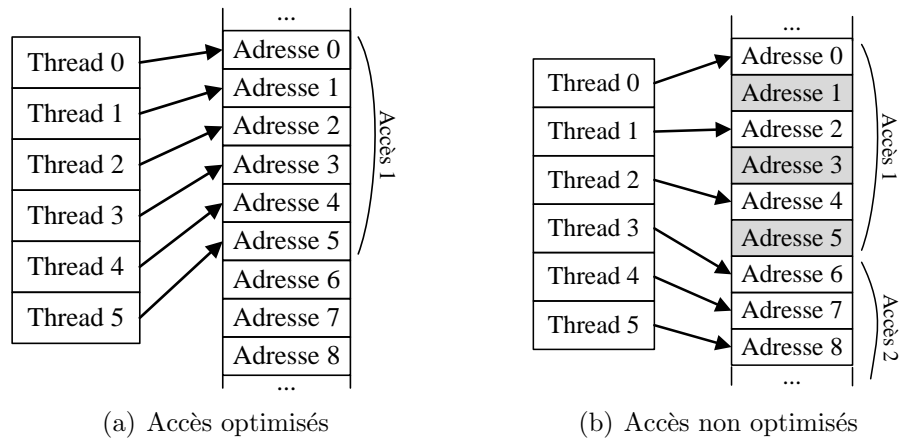 ...
Thread 0
Thread 1
Thread 2
Thread 3
Thread 4
Thread 5
Adresse 0
Adresse 1
Adresse 2
Adresse 3
Adresse 4
Adresse 5
Adresse 6
Adresse 7
Adresse 8
...
Accès 1
(a) Accès optimisés
...
Thread 0
Thread 1
Thread 2
Thread 3
Thread 4
Thread 5
Adresse 0
Adresse 1
Adresse 2
Adresse 3
Adresse 4
Adresse 5
Adresse 6
Adresse 7
Adresse 8
...
Accès 1
Accès 2
(b) Accès non optimisés